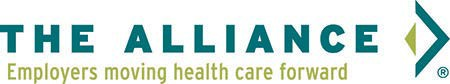 THE ALLIANCE
Employers moving health care forward ®